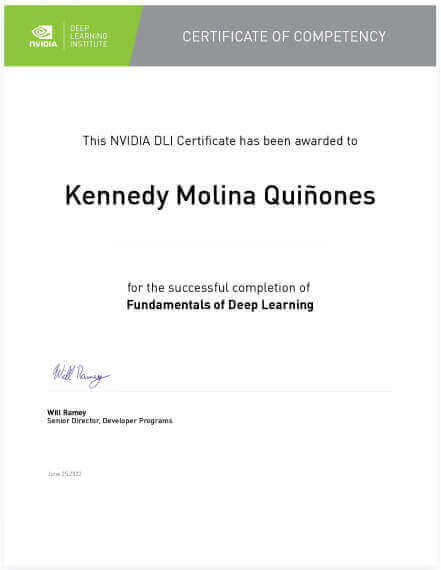 NVIDIA
DEEP
LEARNING
INSTITUTE
CERTIFICATE OF COMPETENCY
This NVIDIA DLI Certificate has been awarded to
Kennedy Molina Quiñones
for the successful completion of
Fundamentals of Deep Learning
Will Ramey
Will Ramey
Senior Director, Developer Programs
June 25,2022